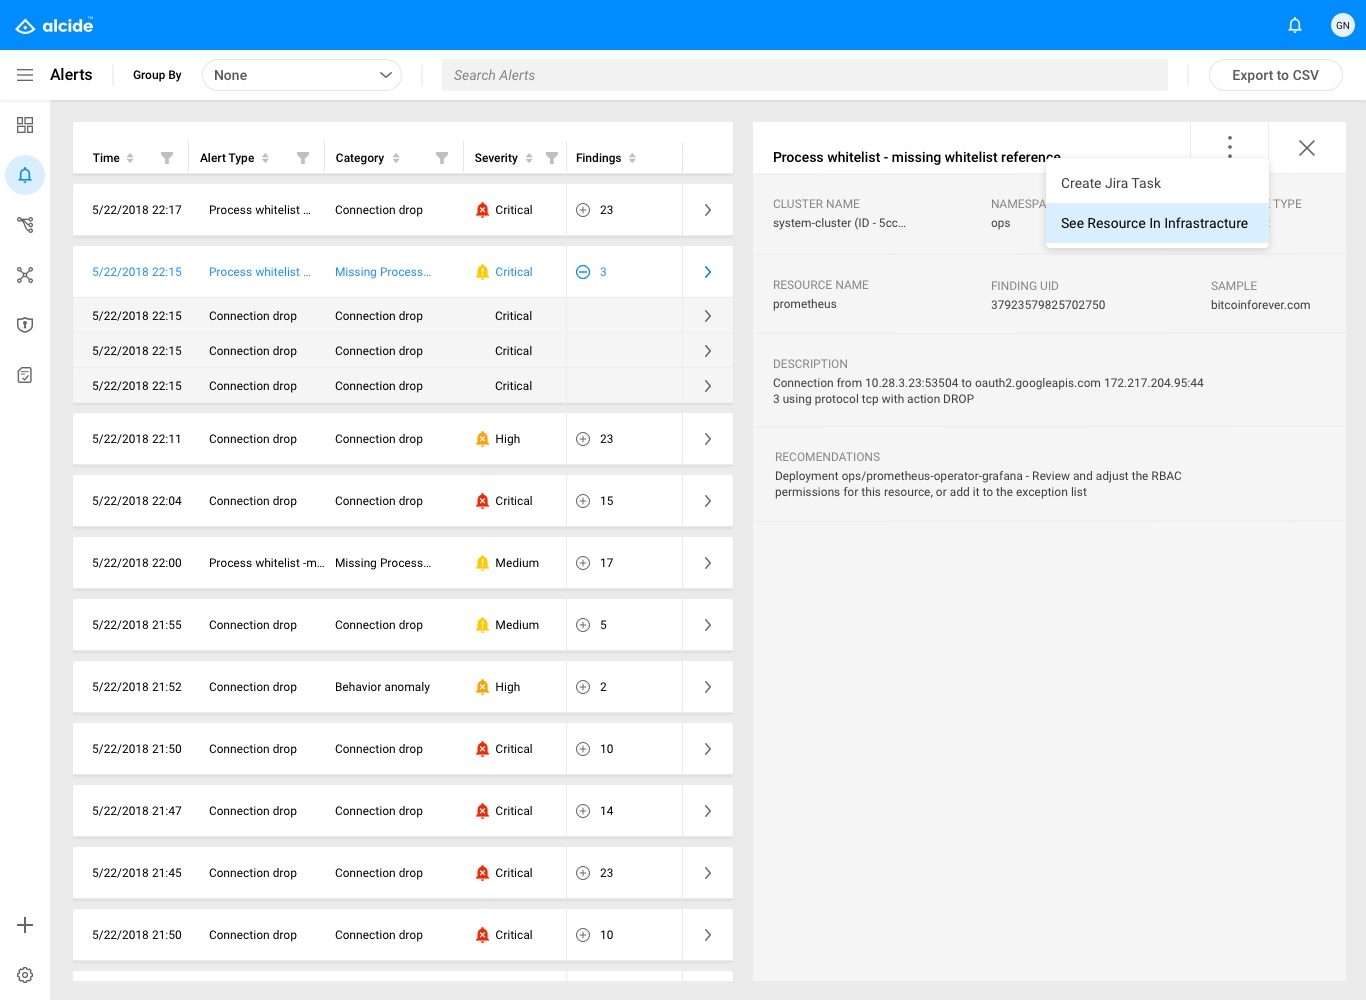 alcide™
GN
Alerts
Group By
None
Search Alerts
Export to CSV
Time Alert Type Category Severity Findings
5/22/2018 22:17 Process whitelist ... Connection drop Critical 23
5/22/2018 22:15 Process whitelist ... Missing Process... Critical 3
5/22/2018 22:15 Connection drop Connection drop Critical
5/22/2018 22:15 Connection drop Connection drop Critical
5/22/2018 22:15 Connection drop Connection drop Critical
5/22/2018 22:11 Connection drop Connection drop High 23
5/22/2018 22:04 Connection drop Connection drop Critical 15
5/22/2018 22:00 Process whitelist -m... Missing Process... Medium 17
5/22/2018 21:55 Connection drop Connection drop Medium 5
5/22/2018 21:52 Connection drop Behavior anomaly High 2
5/22/2018 21:50 Connection drop Connection drop Critical 10
5/22/2018 21:47 Connection drop Connection drop Critical 14
5/22/2018 21:45 Connection drop Connection drop Critical 23
5/22/2018 21:50 Connection drop Connection drop Critical 10
Process whitelist - missing whitelist reference
Create Jira Task
See Resource In Infrastracture
CLUSTER NAME NAMESPA TYPE
system-cluster (ID - 5cc... ops
RESOURCE NAME FINDING UID SAMPLE
prometheus 37923579825702750 bitcoinforever.com
DESCRIPTION
Connection from 10.28.3.23:53504 to oauth2.googleapis.com 172.217.204.95:44
3 using protocol tcp with action DROP
RECOMENDATIONS
Deployment ops/prometheus-operator-grafana - Review and adjust the RBAC
permissions for this resource, or add it to the exception list